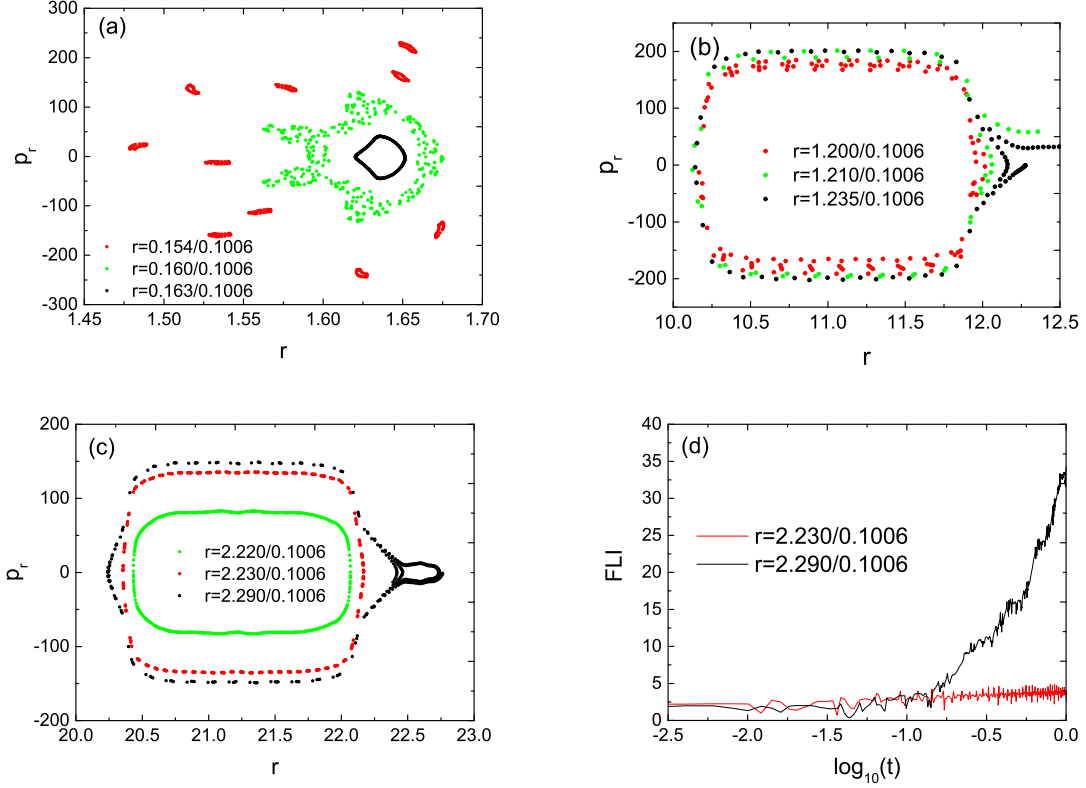 (a)
300
200
100
0
-100
-200
-300
p_r
r=0.154/0.1006
r=0.160/0.1006
r=0.163/0.1006
1.45
1.50
1.55
1.60
1.65
1.70
r
(b)
200
100
0
-100
-200
p_r
r=1.200/0.1006
r=1.210/0.1006
r=1.235/0.1006
10.0
10.5
11.0
11.5
12.0
12.5
r
(c)
200
100
0
-100
-200
p_r
r=2.220/0.1006
r=2.230/0.1006
r=2.290/0.1006
20.0
20.5
21.0
21.5
22.0
22.5
23.0
r
(d)
40
35
30
25
20
15
10
5
0
FLI
r=2.230/0.1006
r=2.290/0.1006
-2.5
-2.0
-1.5
-1.0
-0.5
0.0
log₁₀(t)